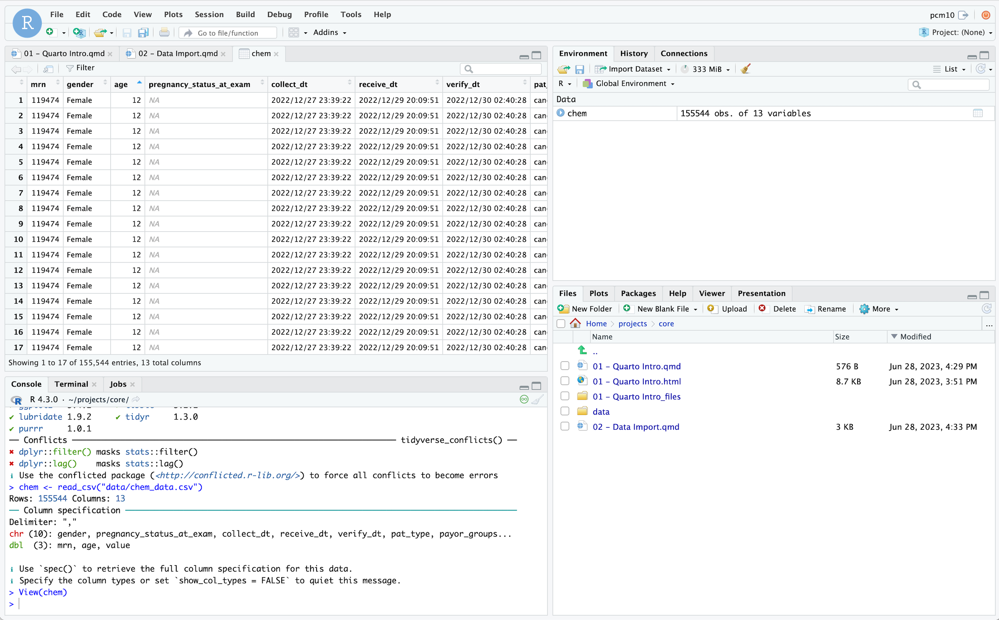 R File Edit Code View Plots Session Build Debug Profile Tools Help pcm10
Go to file/function Addins Project: (None)
01 – Quarto Intro.qmd 02 – Data Import.qmd chem
Filter
mrn gender age pregnancy_status_at_exam collect_dt receive_dt verify_dt pat_
1 119474 Female 12 NA 2022/12/27 23:39:22 2022/12/29 20:09:51 2022/12/30 02:40:28 can
2 119474 Female 12 NA 2022/12/27 23:39:22 2022/12/29 20:09:51 2022/12/30 02:40:28 can
3 119474 Female 12 NA 2022/12/27 23:39:22 2022/12/29 20:09:51 2022/12/30 02:40:28 can
4 119474 Female 12 NA 2022/12/27 23:39:22 2022/12/29 20:09:51 2022/12/30 02:40:28 can
5 119474 Female 12 NA 2022/12/27 23:39:22 2022/12/29 20:09:51 2022/12/30 02:40:28 can
6 119474 Female 12 NA 2022/12/27 23:39:22 2022/12/29 20:09:51 2022/12/30 02:40:28 can
7 119474 Female 12 NA 2022/12/27 23:39:22 2022/12/29 20:09:51 2022/12/30 02:40:28 can
8 119474 Female 12 NA 2022/12/27 23:39:22 2022/12/29 20:09:51 2022/12/30 02:40:28 can
9 119474 Female 12 NA 2022/12/27 23:39:22 2022/12/29 20:09:51 2022/12/30 02:40:28 can
10 119474 Female 12 NA 2022/12/27 23:39:22 2022/12/29 20:09:51 2022/12/30 02:40:28 can
11 119474 Female 12 NA 2022/12/27 23:39:22 2022/12/29 20:09:51 2022/12/30 02:40:28 can
12 119474 Female 12 NA 2022/12/27 23:39:22 2022/12/29 20:09:51 2022/12/30 02:40:28 can
13 119474 Female 12 NA 2022/12/27 23:39:22 2022/12/29 20:09:51 2022/12/30 02:40:28 can
14 119474 Female 12 NA 2022/12/27 23:39:22 2022/12/29 20:09:51 2022/12/30 02:40:28 can
15 119474 Female 12 NA 2022/12/27 23:39:22 2022/12/29 20:09:51 2022/12/30 02:40:28 can
16 119474 Female 12 NA 2022/12/27 23:39:22 2022/12/29 20:09:51 2022/12/30 02:40:28 can
17 119474 Female 12 NA 2022/12/27 23:39:22 2022/12/29 20:09:51 2022/12/30 02:40:28 can
Showing 1 to 17 of 155,544 entries, 13 total columns
Console Terminal Jobs
R 4.3.0 · ~/projects/core/
✔ lubridate 1.9.2 ✔ tidyr 1.3.0
✔ purrr 1.0.1
── Conflicts ── tidyverse_conflicts() ──
✖ dplyr::filter() masks stats::filter()
✖ dplyr::lag() masks stats::lag()
ℹ Use the conflicted package (<http://conflicted.r-lib.org/>) to force all conflicts to become errors
> chem <- read_csv("data/chem_data.csv")
Rows: 155544 Columns: 13
── Column specification ──
Delimiter: ","
chr (10): gender, pregnancy_status_at_exam, collect_dt, receive_dt, verify_dt, pat_type, payor_groups...
dbl (3): mrn, age, value
ℹ Use `spec()` to retrieve the full column specification for this data.
ℹ Specify the column types or set `show_col_types = FALSE` to quiet this message.
> View(chem)
>
Environment History Connections
Import Dataset 333 MiB List
R Global Environment
Data
chem 155544 obs. of 13 variables
Files Plots Packages Help Viewer Presentation
New Folder New Blank File Upload Delete Rename More
Home projects core ...
Name Size Modified
..
01 – Quarto Intro.qmd 576 B Jun 28, 2023, 4:29 PM
01 – Quarto Intro.html 8.7 KB Jun 28, 2023, 3:51 PM
01 – Quarto Intro_files
data
02 – Data Import.qmd 3 KB Jun 28, 2023, 4:33 PM